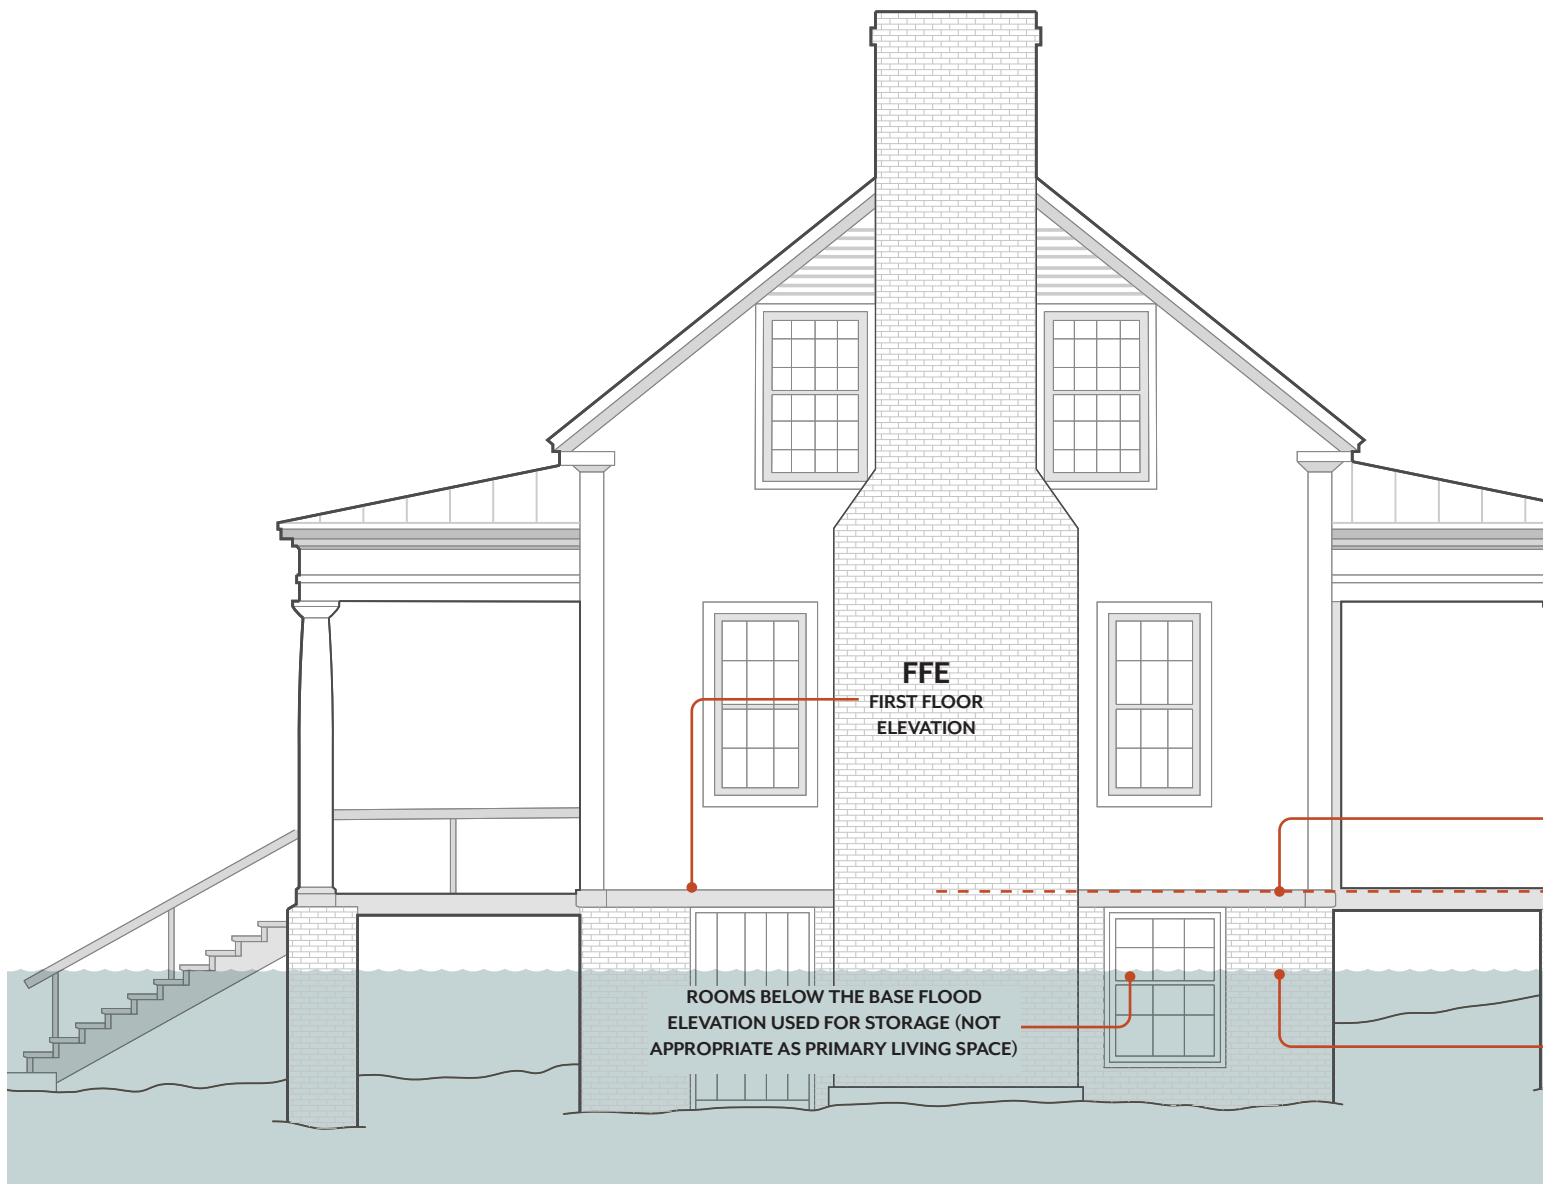 FFE
FIRST FLOOR
ELEVATION
ROOMS BELOW THE BASE FLOOD
ELEVATION USED FOR STORAGE (NOT
APPROPRIATE AS PRIMARY LIVING SPACE)